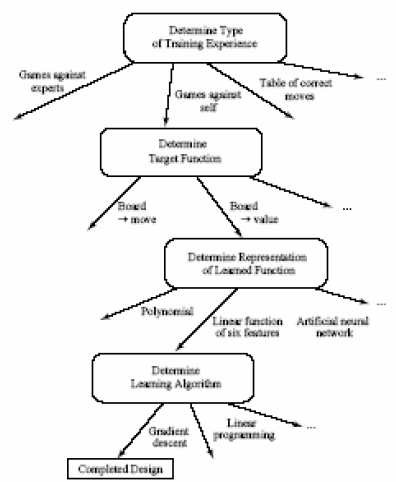 Determine Type
of Training Experience
Games against
experts
Games against
self
Table of correct
moves
...
Determine
Target Function
Board
→ move
Board
→ value
...
Determine Representation
of Learned Function
Polynomial
Linear function
of six features
Artificial neural
network
...
Determine
Learning Algorithm
Gradient
descent
Linear
programming
...
Completed Design